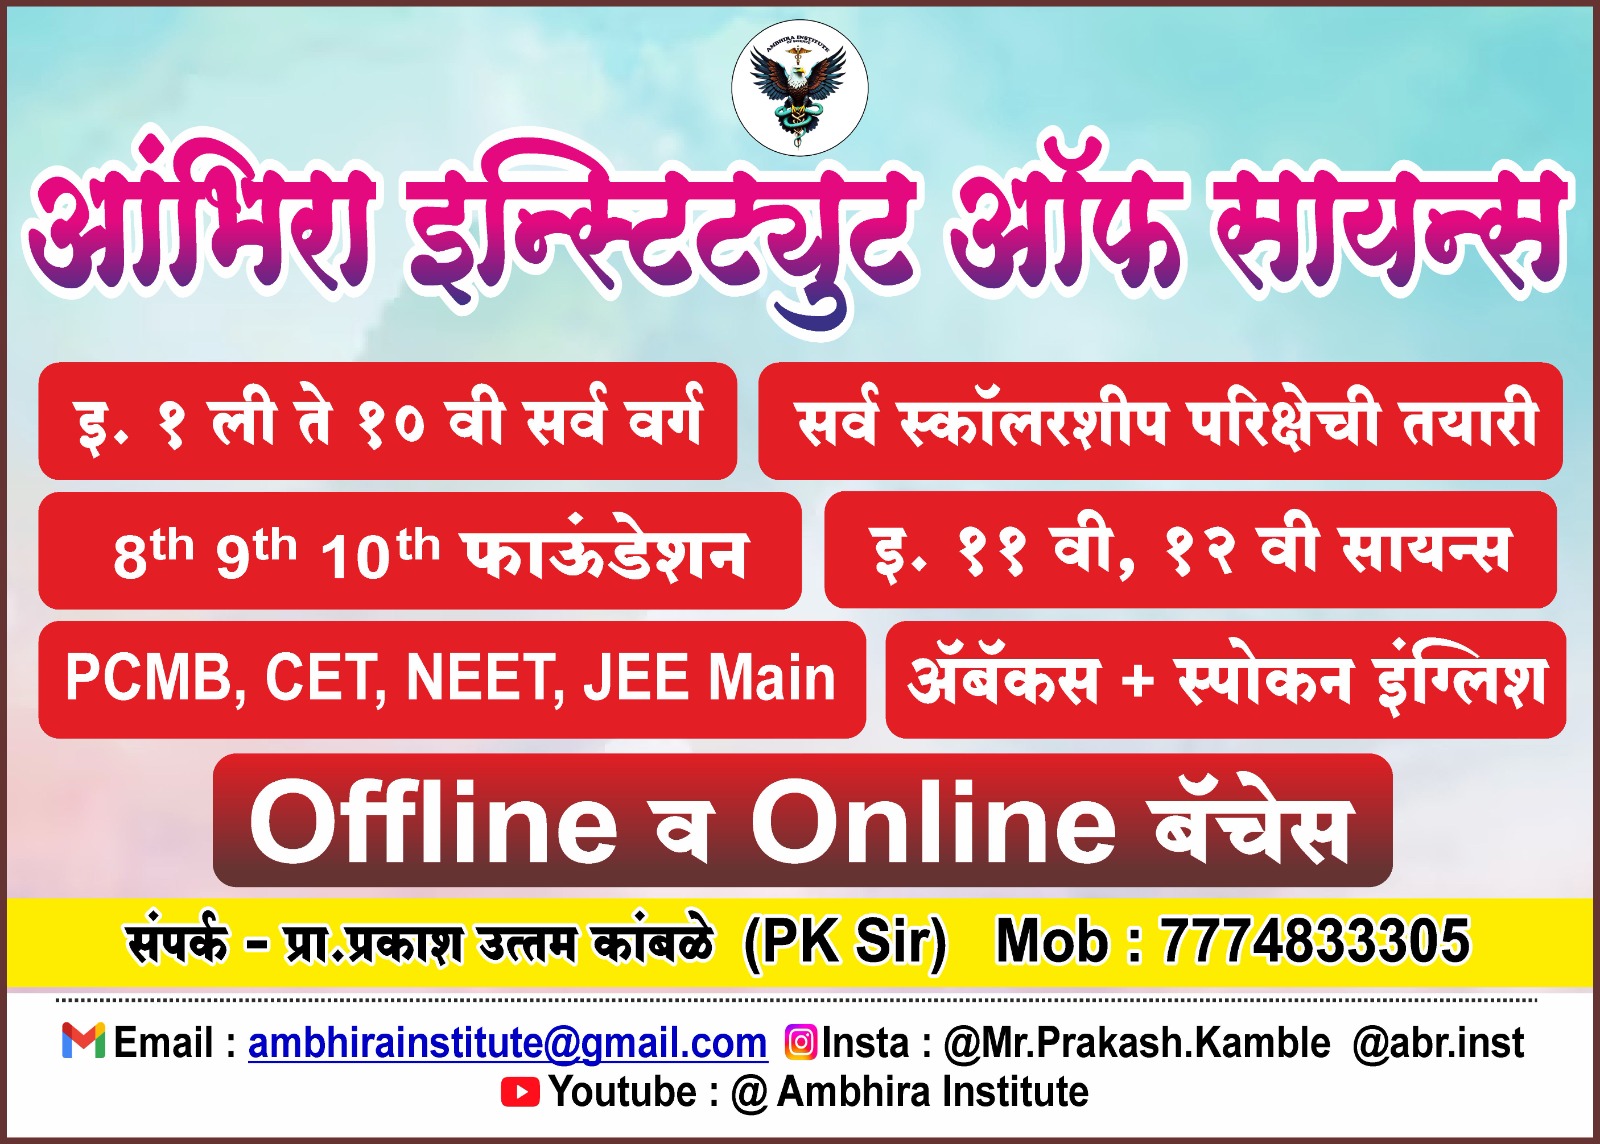 AMBHIRA INSTITUTE
आंभिरा इन्स्टिट्युट ऑफ सायन्स
इ. १ ली ते १० वी सर्व वर्ग
सर्व स्कॉलरशीप परिक्षेची तयारी
8th 9th 10th फाऊंडेशन
इ. ११ वी, १२ वी सायन्स
PCMB, CET, NEET, JEE Main
ॲबॅकस + स्पोकन इंग्लिश
Offline व Online बॅचेस
संपर्क - प्रा.प्रकाश उत्तम कांबळे (PK Sir) Mob : 7774833305
Email : ambhirainstitute@gmail.com Insta : @Mr.Prakash.Kamble @abr.inst
Youtube : @ Ambhira Institute